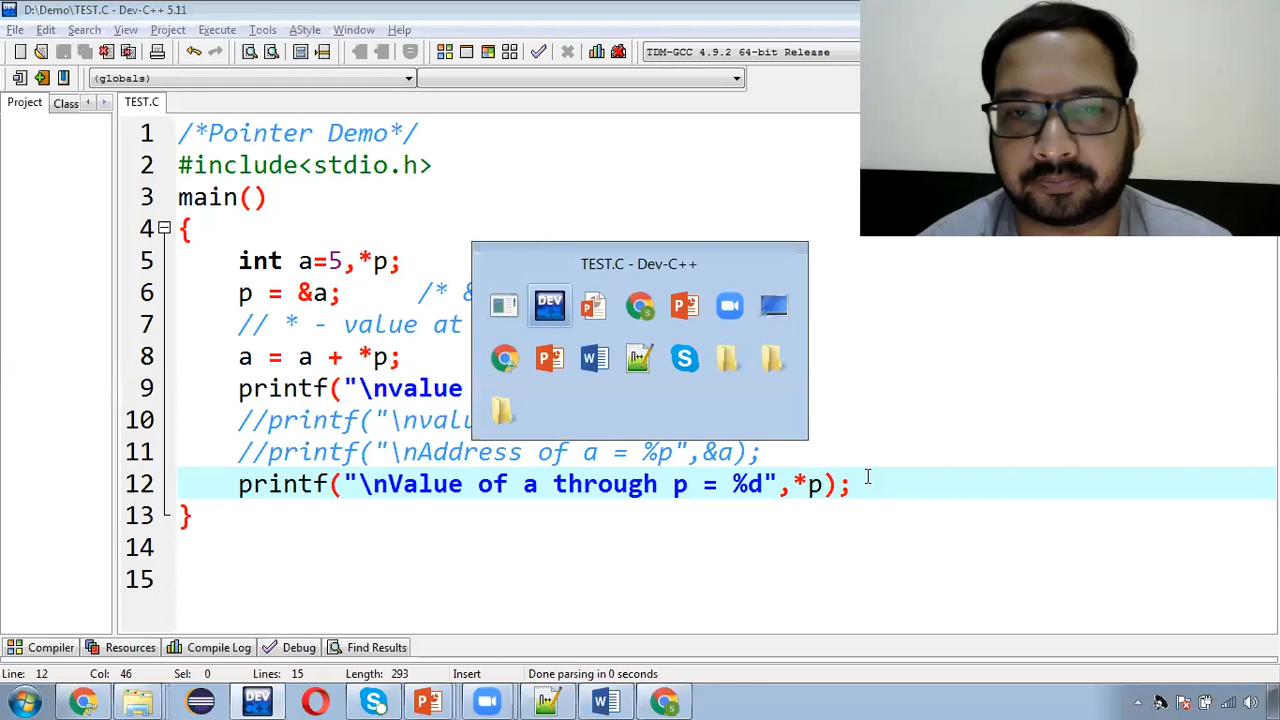 D:\Demo\TEST.C - Dev-C++ 5.11
File Edit Search View Project Execute Tools AStyle Window Help
TDM-GCC 4.9.2 64-bit Release
(globals)
Project Class TEST.C
1 /*Pointer Demo*/
2 #include<stdio.h>
3 main()
4 {
5 int a=5,*p;
TEST.C - Dev-C++
6 p = &a; /* &
7 // * - value at
8 a = a + *p;
9 printf("\nvalue
10 //printf("\nvalu
11 //printf("\nAddress of a = %p",&a);
12 printf("\nValue of a through p = %d",*p);
13 }
14
15
Compiler Resources Compile Log Debug Find Results
Line: 12 Col: 46 Sel: 0 Lines: 15 Length: 293 Insert Done parsing in 0 seconds